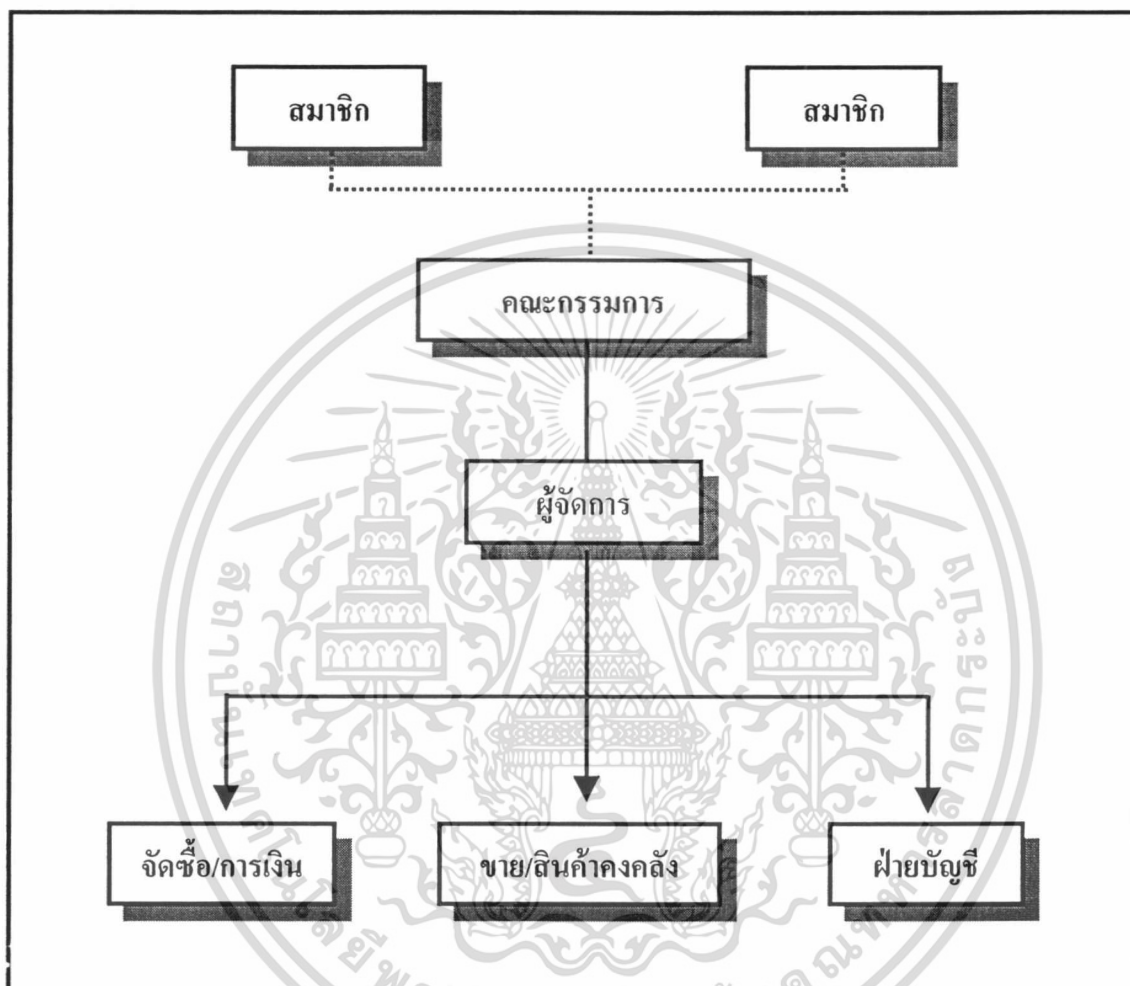 สมาชิก
สมาชิก
คณะกรรมการ
ผู้จัดการ
จัดซื้อ/การเงิน
ขาย/สินค้าคงคลัง
ฝ่ายบัญชี